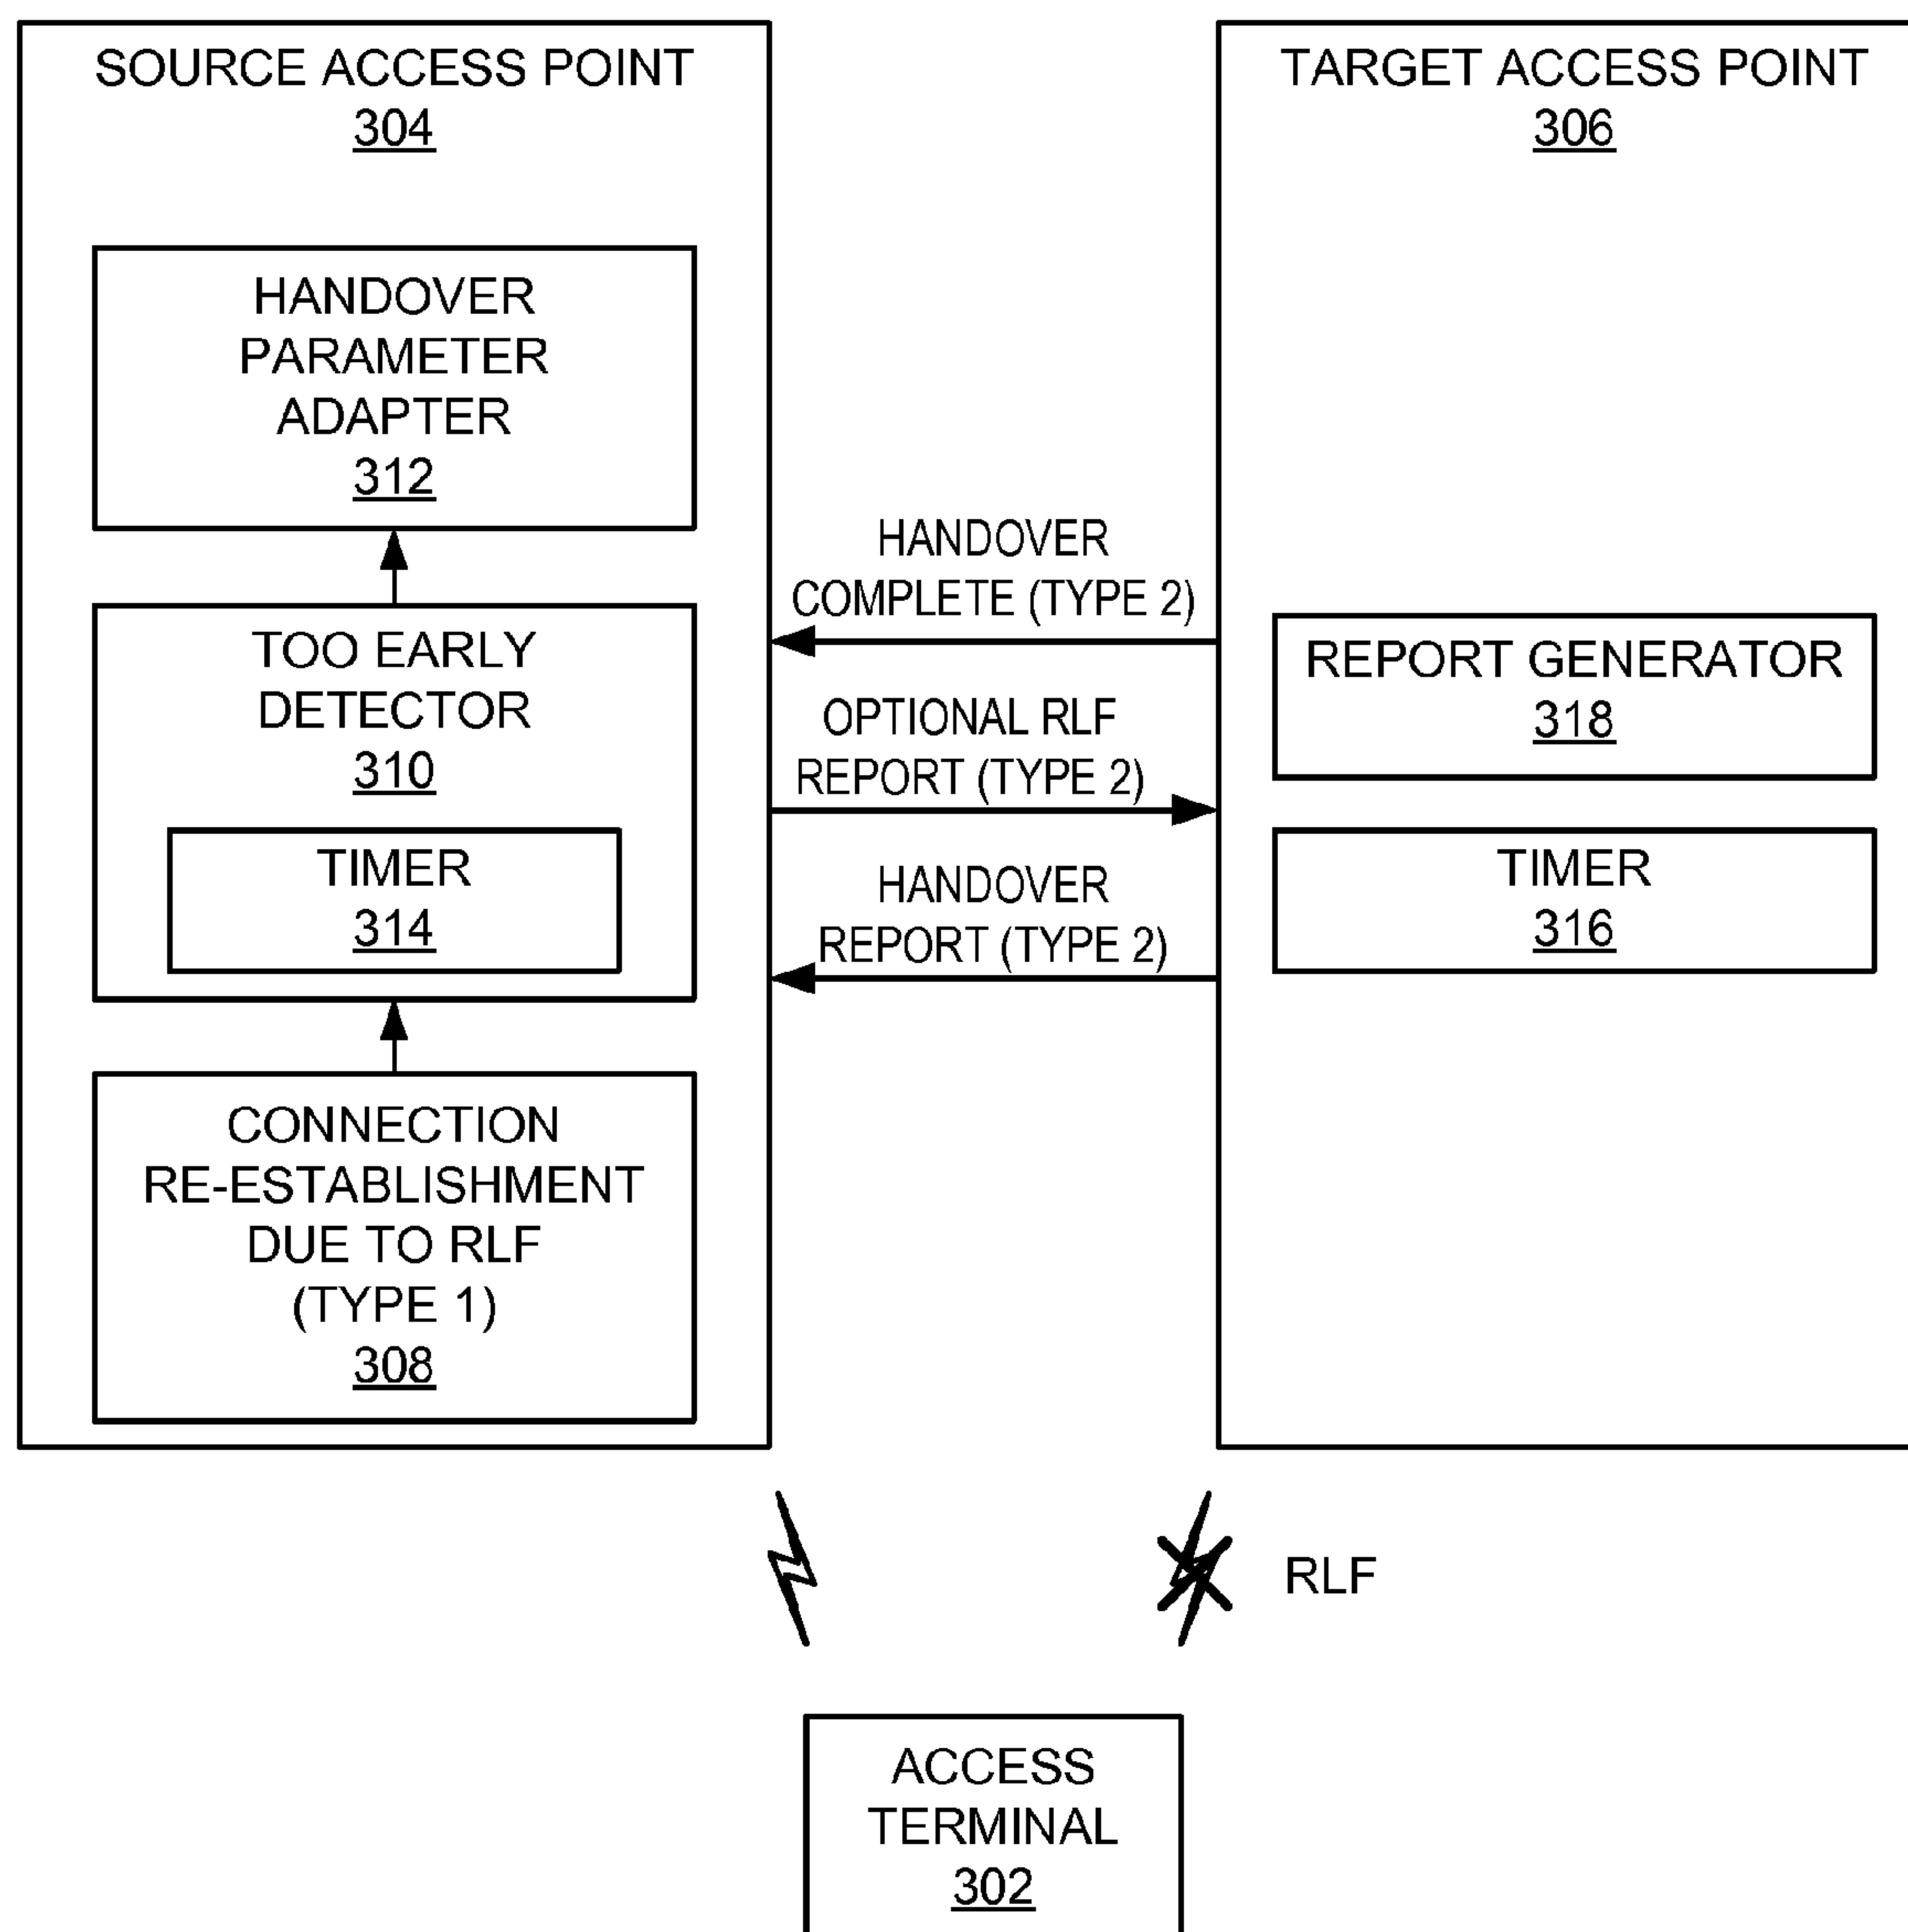 SOURCE ACCESS POINT
304
HANDOVER
PARAMETER
ADAPTER
312
TOO EARLY
DETECTOR
310
TIMER
314
CONNECTION
RE-ESTABLISHMENT
DUE TO RLF
(TYPE 1)
308
HANDOVER
COMPLETE (TYPE 2)
OPTIONAL RLF
REPORT (TYPE 2)
HANDOVER
REPORT (TYPE 2)
TARGET ACCESS POINT
306
REPORT GENERATOR
318
TIMER
316
RLF
ACCESS
TERMINAL
302